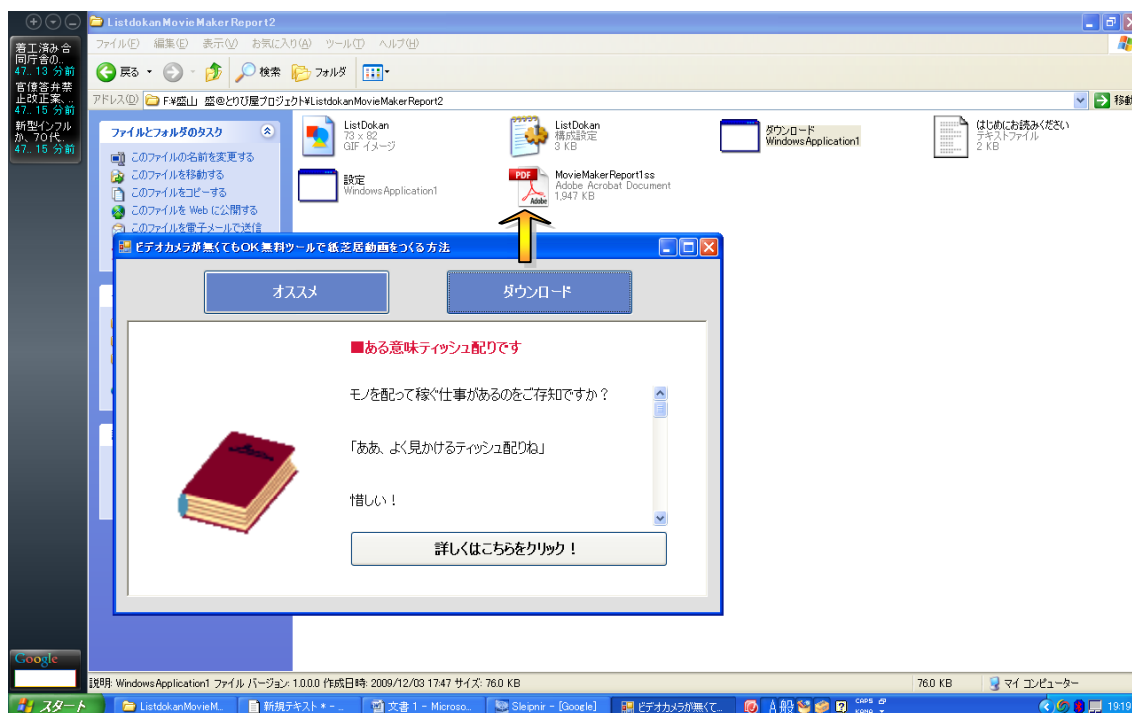 ListdokanMovieMakerReport2
ファイル(F) 編集(E) 表示(V) お気に入り(A) ツール(T) ヘルプ(H)
戻る 検索 フォルダ
アドレス(D) F:¥盛山 盛@とりび屋プロジェクト¥ListdokanMovieMakerReport2 移動
着工済み合
同庁舎の..
47.. 13 分前
官僚答弁禁
止改正案、..
47.. 15 分前
新型インフル
か、70代..
47.. 15 分前
ファイルとフォルダのタスク
このファイルの名前を変更する
このファイルを移動する
このファイルをコピーする
このファイルを Web に公開する
このファイルを電子メールで送信
ListDokan
73 x 82
GIF イメージ
ListDokan
構成設定
3 KB
ダウンロード
WindowsApplication1
はじめにお読みください
テキストファイル
2 KB
設定
WindowsApplication1
PDF
Adobe
MovieMakerReport1ss
Adobe Acrobat Document
1,947 KB
ビデオカメラが無くてもOK無料ツールで紙芝居動画をつくる方法
オススメ
ダウンロード
■ある意味ティッシュ配りです
モノを配って稼ぐ仕事があるのをご存知ですか？
「ああ、よく見かけるティッシュ配りね」
惜しい！
詳しくはこちらをクリック！
Google
説明: WindowsApplication1 ファイル バージョン: 1.0.0.0 作成日時: 2009/12/03 17:47 サイズ: 76.0 KB
76.0 KB
マイ コンピューター
スタート
ListdokanMovieM...
新規テキスト * - ...
文書 1 - Microso...
Sleipnir - [Google]
ビデオカメラが無くて...
A 般
CAPS
KANA
19:19